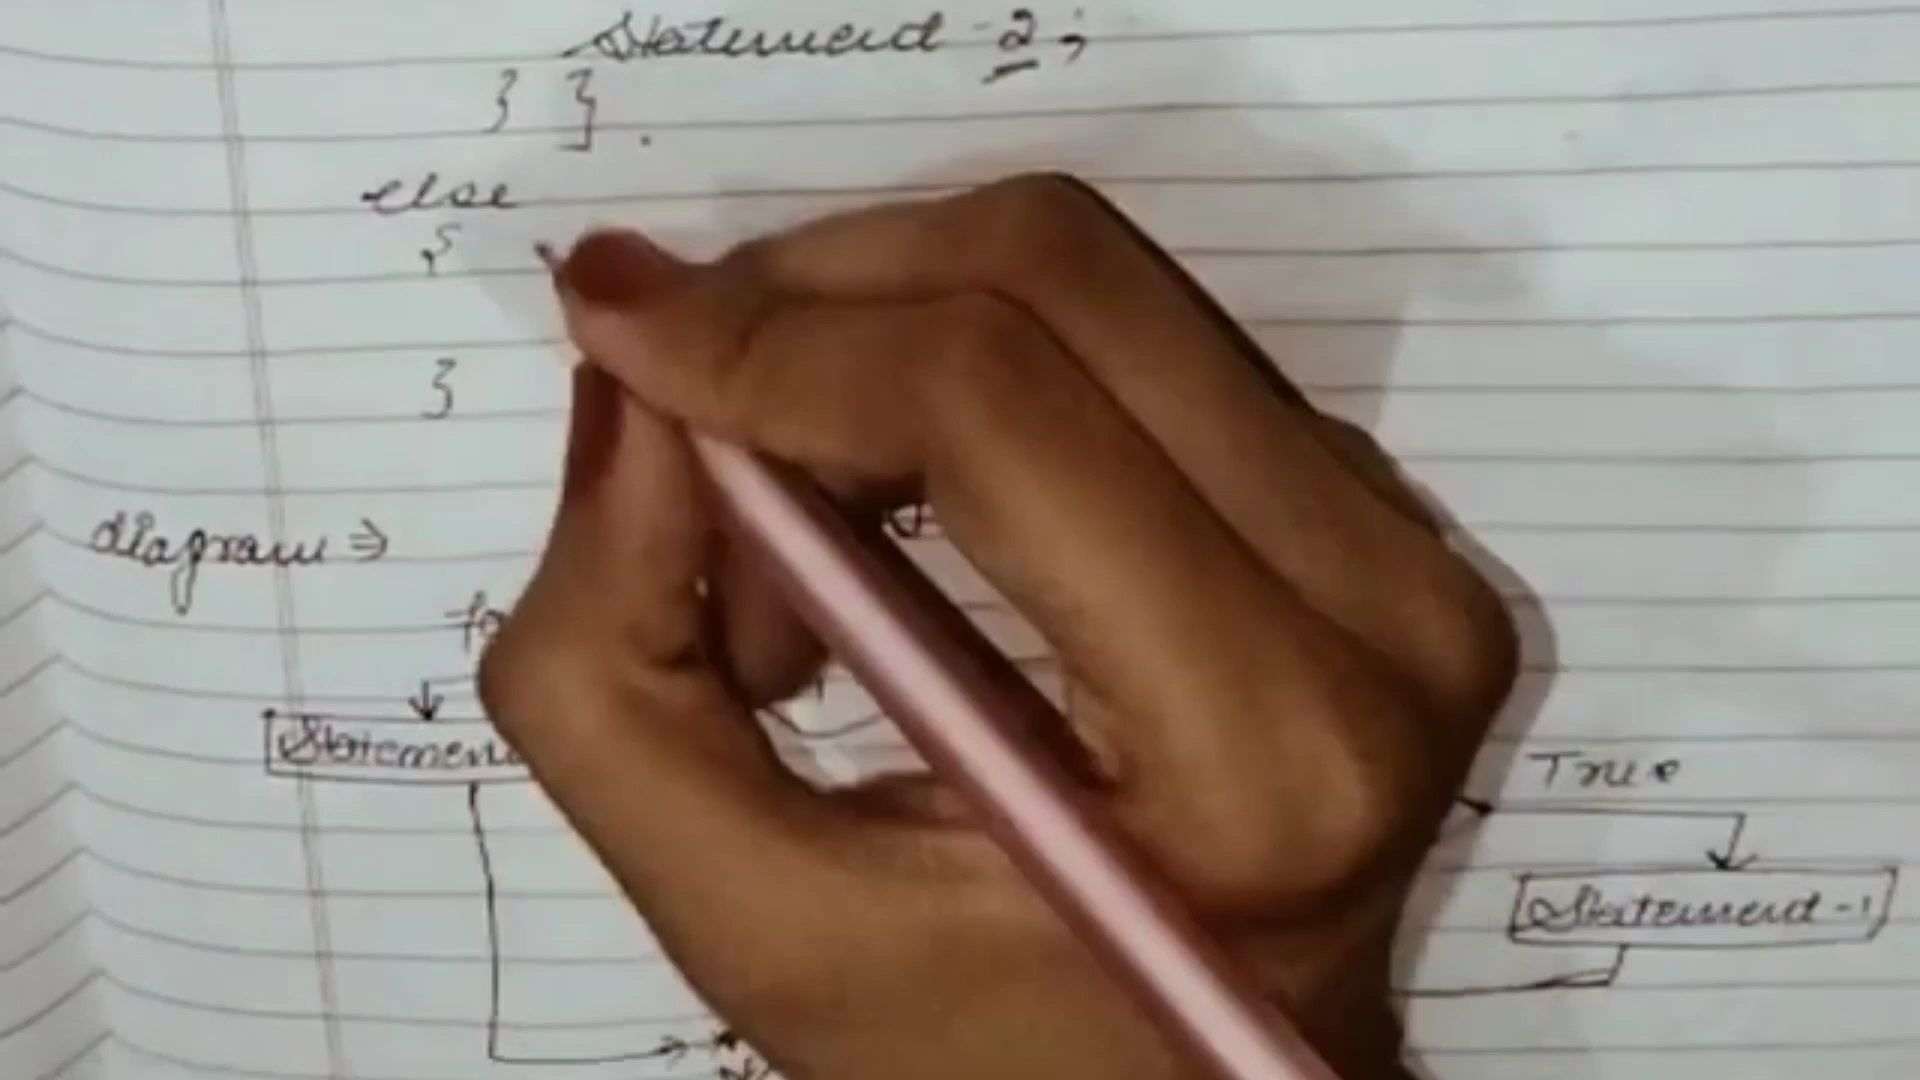 Statement-2;
} }.
else
{
}
diagram ⇒
True
Statement-1